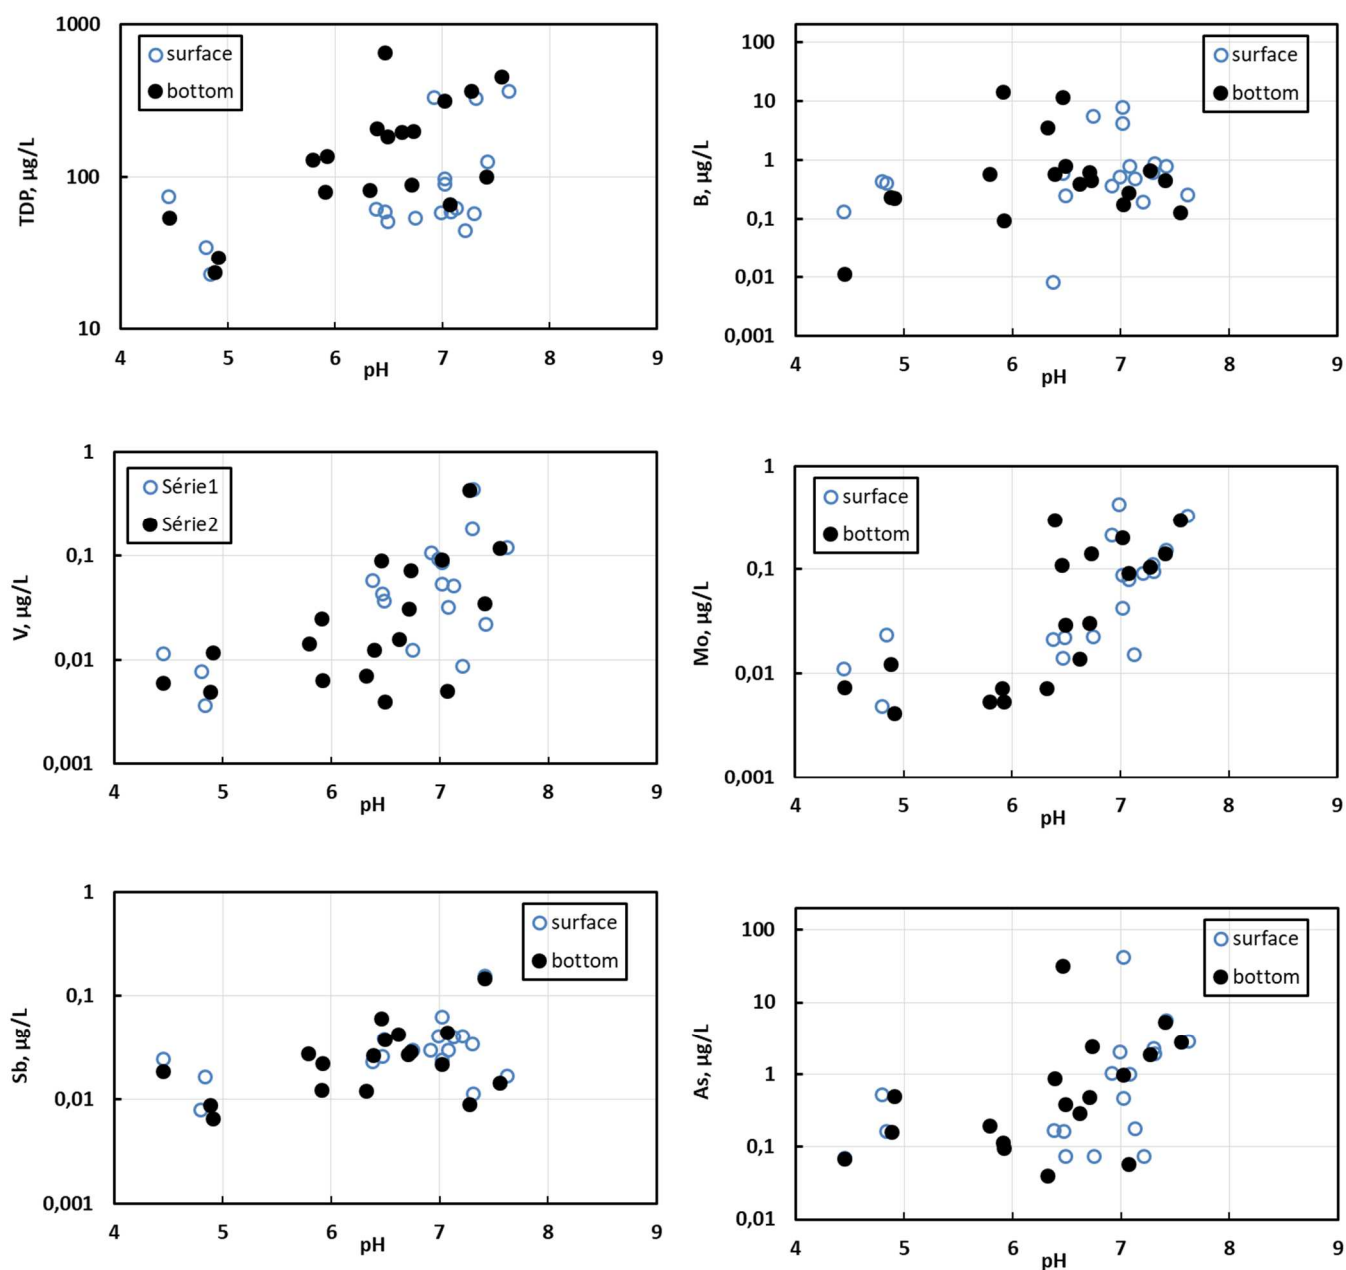 1000
100
10
TDP, µg/L
surface
bottom
4 5 6 7 8 9
pH
100
10
1
0,1
0,01
0,001
B, µg/L
surface
bottom
4 5 6 7 8 9
pH
1
0,1
0,01
0,001
V, µg/L
Série1
Série2
4 5 6 7 8 9
pH
1
0,1
0,01
0,001
Mo, µg/L
surface
bottom
4 5 6 7 8 9
pH
1
0,1
0,01
0,001
Sb, µg/L
surface
bottom
4 5 6 7 8 9
pH
100
10
1
0,1
0,01
As, µg/L
surface
bottom
4 5 6 7 8 9
pH